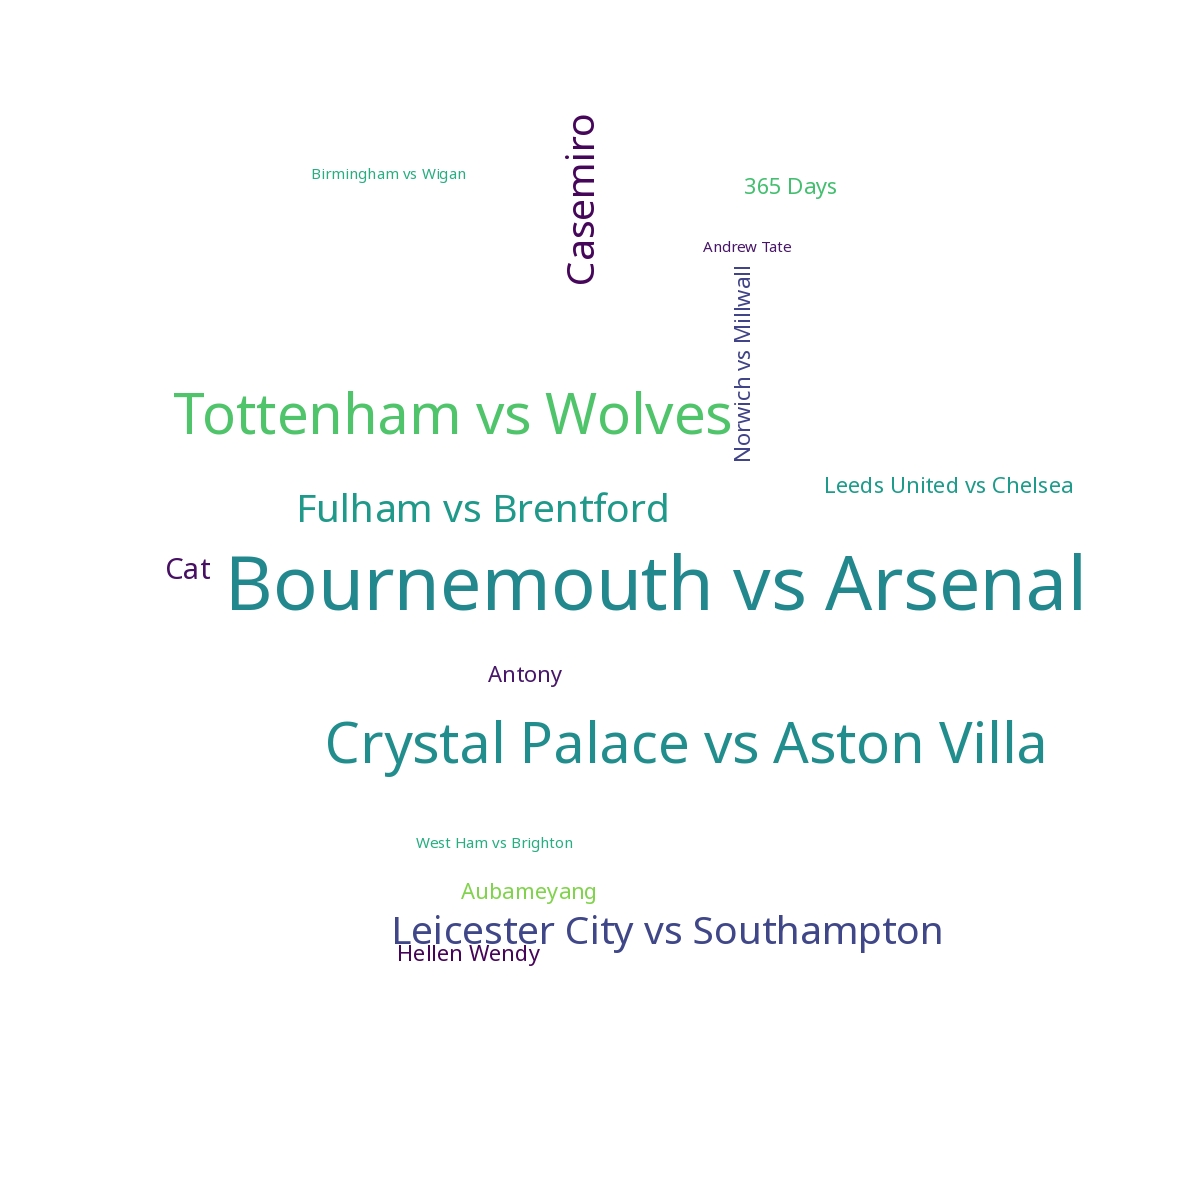 Casemiro
Birmingham vs Wigan
365 Days
Andrew Tate
Norwich vs Millwall
Tottenham vs Wolves
Leeds United vs Chelsea
Fulham vs Brentford
Cat
Bournemouth vs Arsenal
Antony
Crystal Palace vs Aston Villa
West Ham vs Brighton
Aubameyang
Leicester City vs Southampton
Hellen Wendy